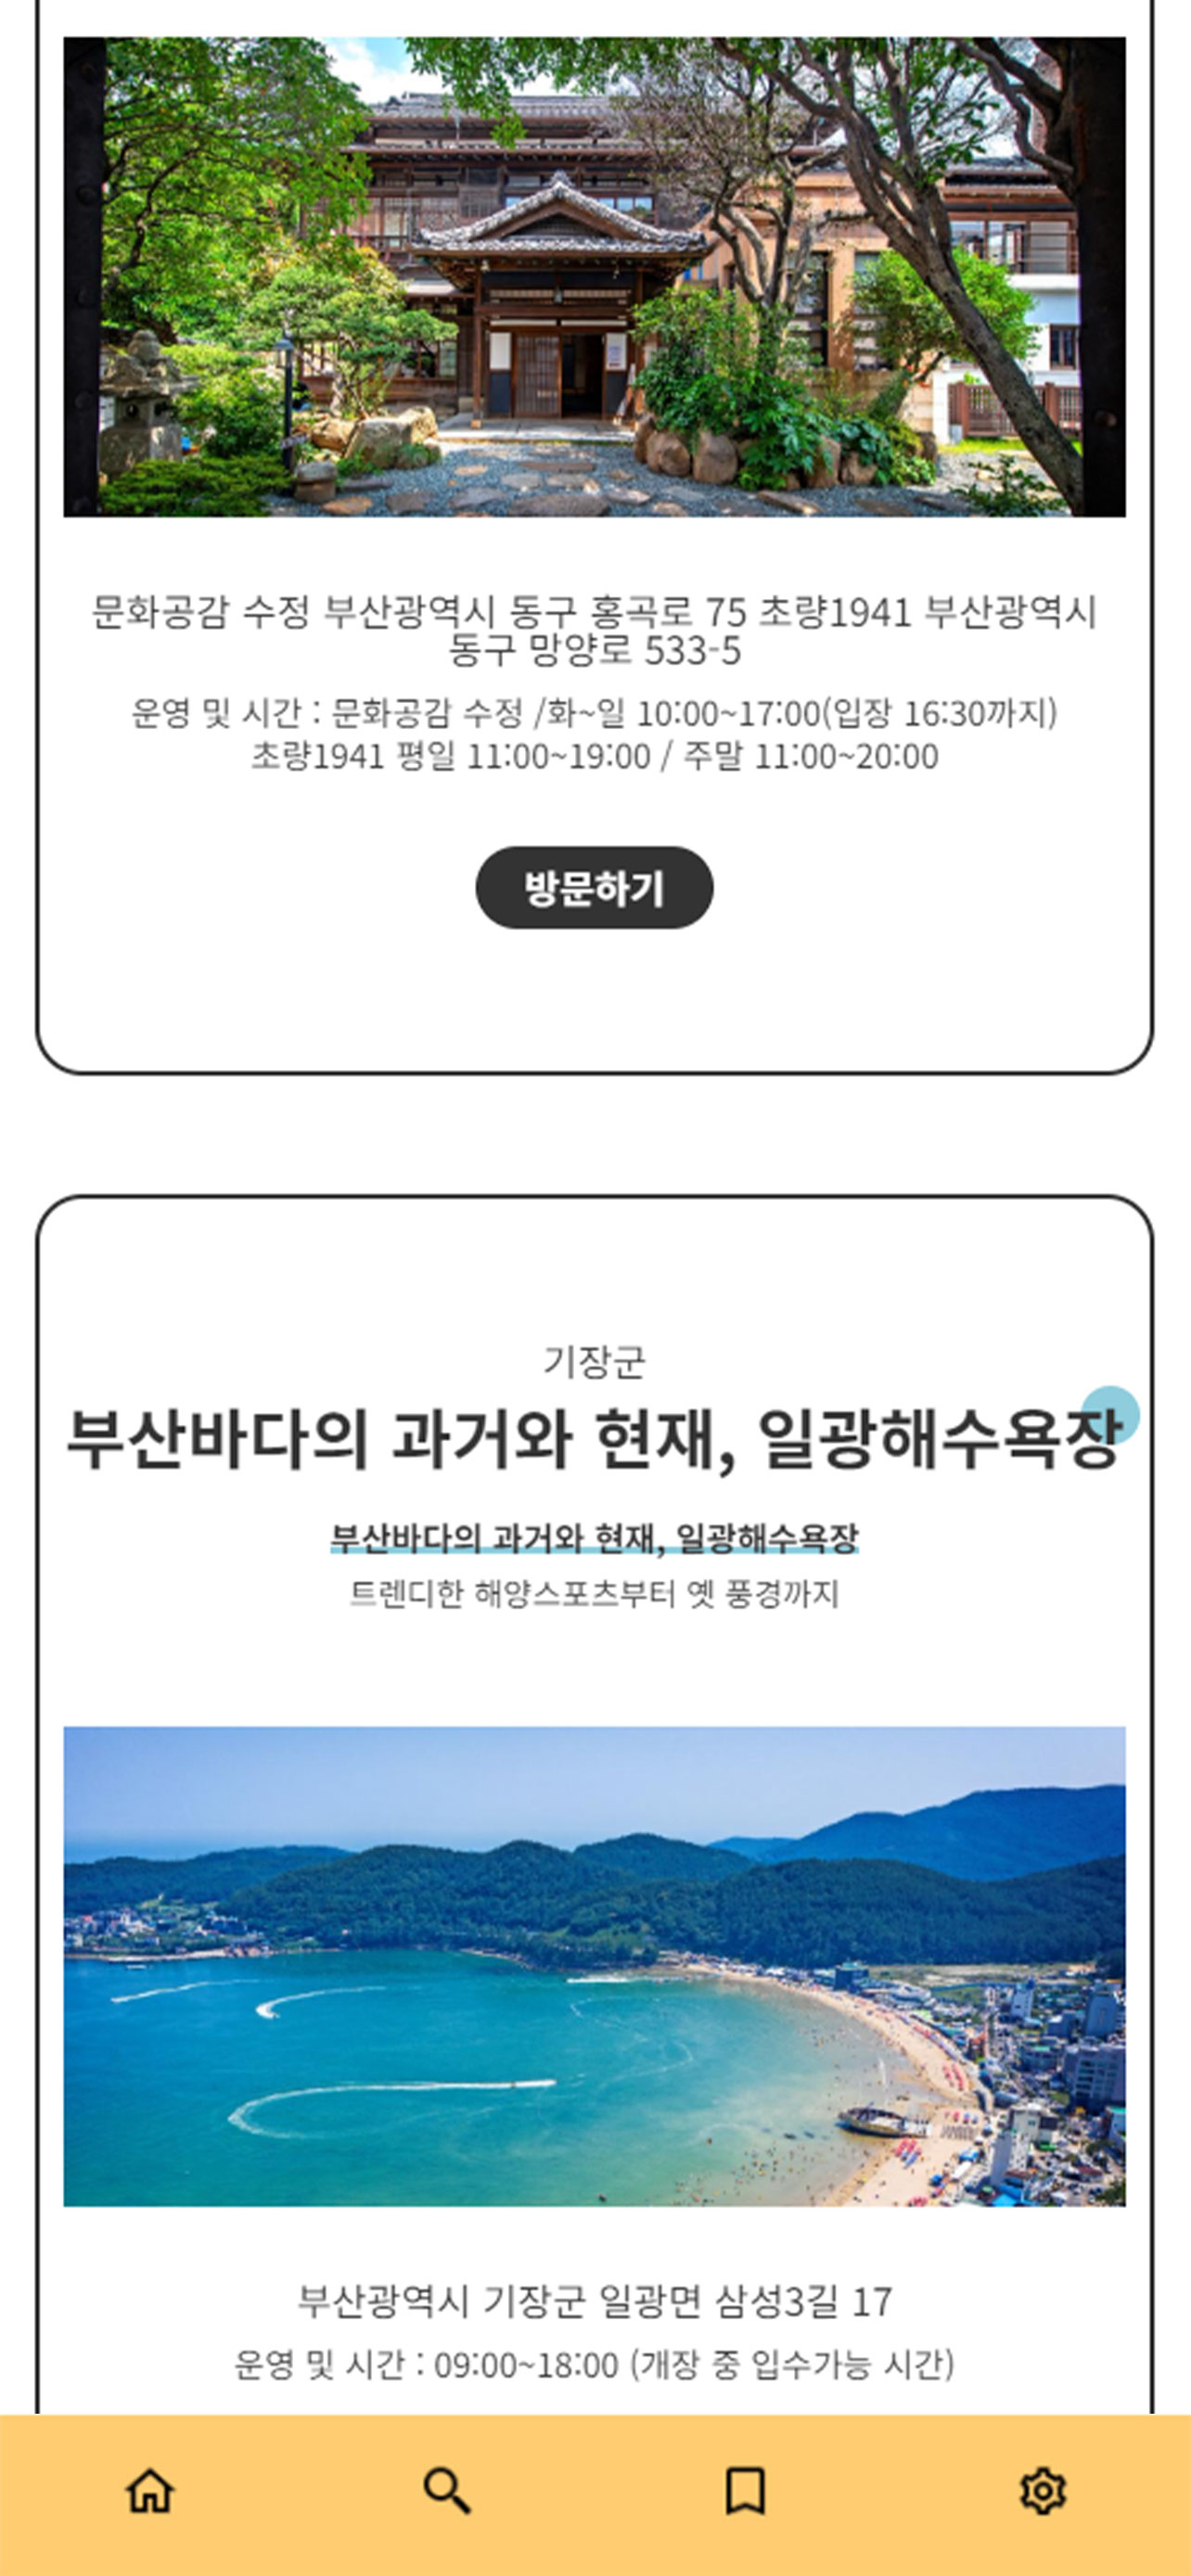 문화공감 수정 부산광역시 동구 홍곡로 75 초량1941 부산광역시
동구 망양로 533-5
운영 및 시간 : 문화공감 수정 /화~일 10:00~17:00(입장 16:30까지)
초량1941 평일 11:00~19:00 / 주말 11:00~20:00
방문하기
기장군
부산바다의 과거와 현재, 일광해수욕장
부산바다의 과거와 현재, 일광해수욕장
트렌디한 해양스포츠부터 옛 풍경까지
부산광역시 기장군 일광면 삼성3길 17
운영 및 시간 : 09:00~18:00 (개장 중 입수가능 시간)